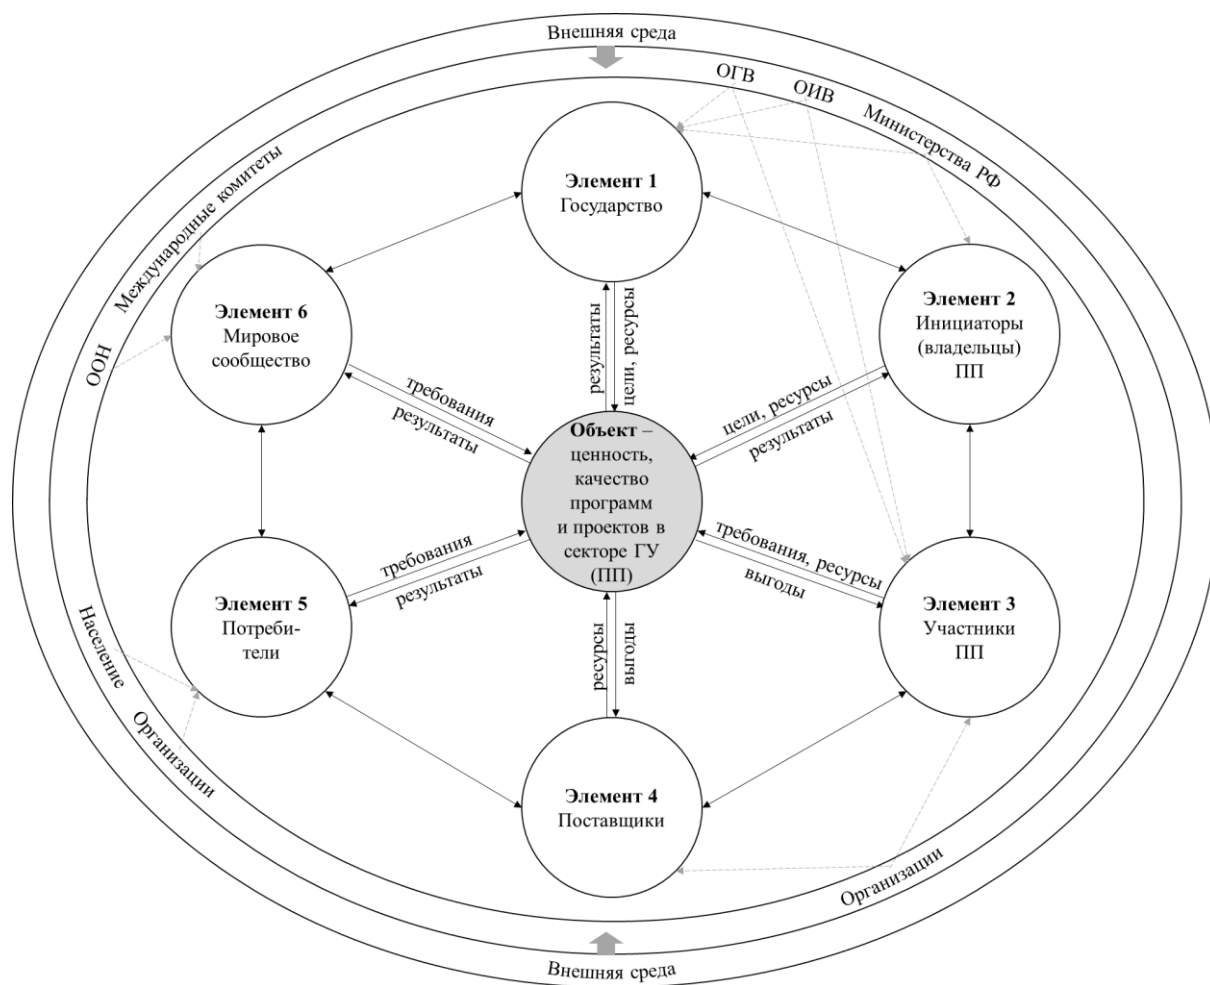 Внешняя среда
ОГВ
ОИВ
Министерства РФ
Международные комитеты
ООН
Элемент 1
Государство
Элемент 6
Мировое
сообщество
Элемент 2
Инициаторы
(владельцы)
ПП
результаты
цели, ресурсы
требования
результаты
цели, ресурсы
результаты
Объект –
ценность,
качество
программ
и проектов в
секторе ГУ
(ПП)
требования
результаты
требования, ресурсы
выгоды
Элемент 5
Потреби-
тели
Элемент 3
Участники
ПП
ресурсы
выгоды
Население
Организации
Элемент 4
Поставщики
Организации
Внешняя среда